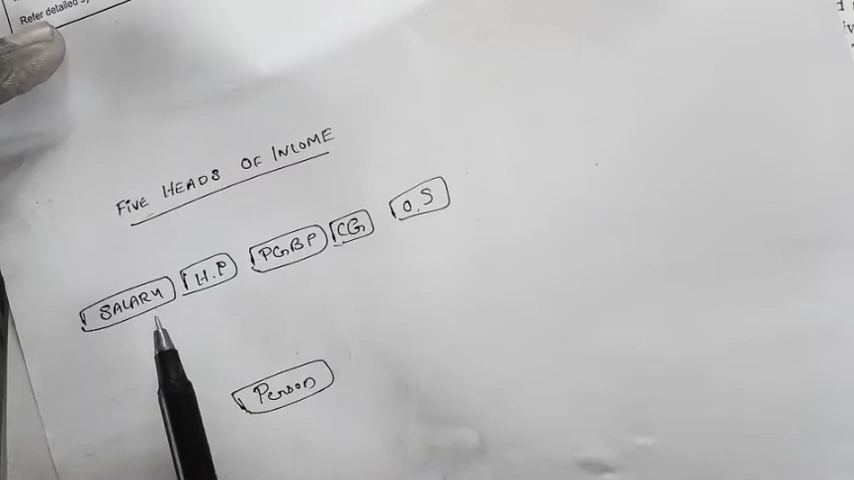 Refer detailed
FIVE HEADS OF INCOME
SALARY H.P PGBP CG O.S
Person